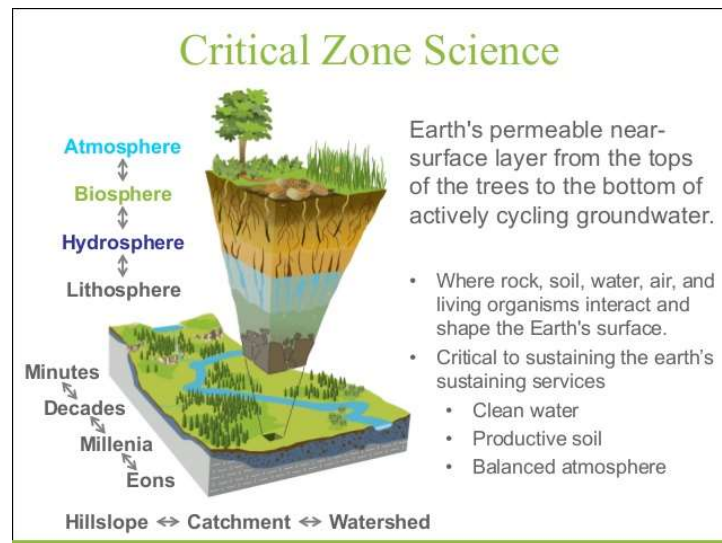 Critical Zone Science
Atmosphere
Biosphere
Hydrosphere
Lithosphere
Minutes
Decades
Millenia
Eons
Hillslope ⇔ Catchment ⇔ Watershed
Earth's permeable near-
surface layer from the tops
of the trees to the bottom of
actively cycling groundwater.
• Where rock, soil, water, air, and
living organisms interact and
shape the Earth's surface.
• Critical to sustaining the earth's
sustaining services
• Clean water
• Productive soil
• Balanced atmosphere